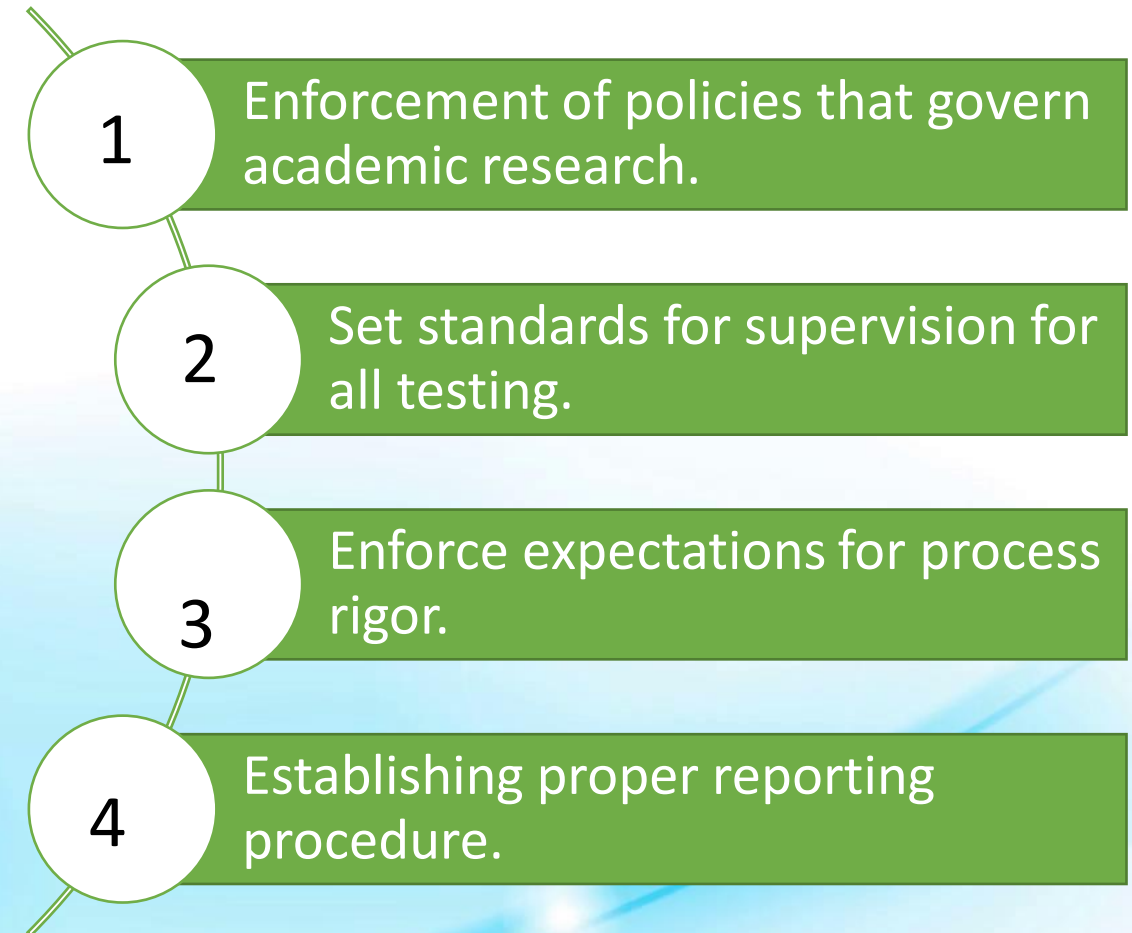 1
Enforcement of policies that govern
academic research.
2
Set standards for supervision for
all testing.
3
Enforce expectations for process
rigor.
4
Establishing proper reporting
procedure.